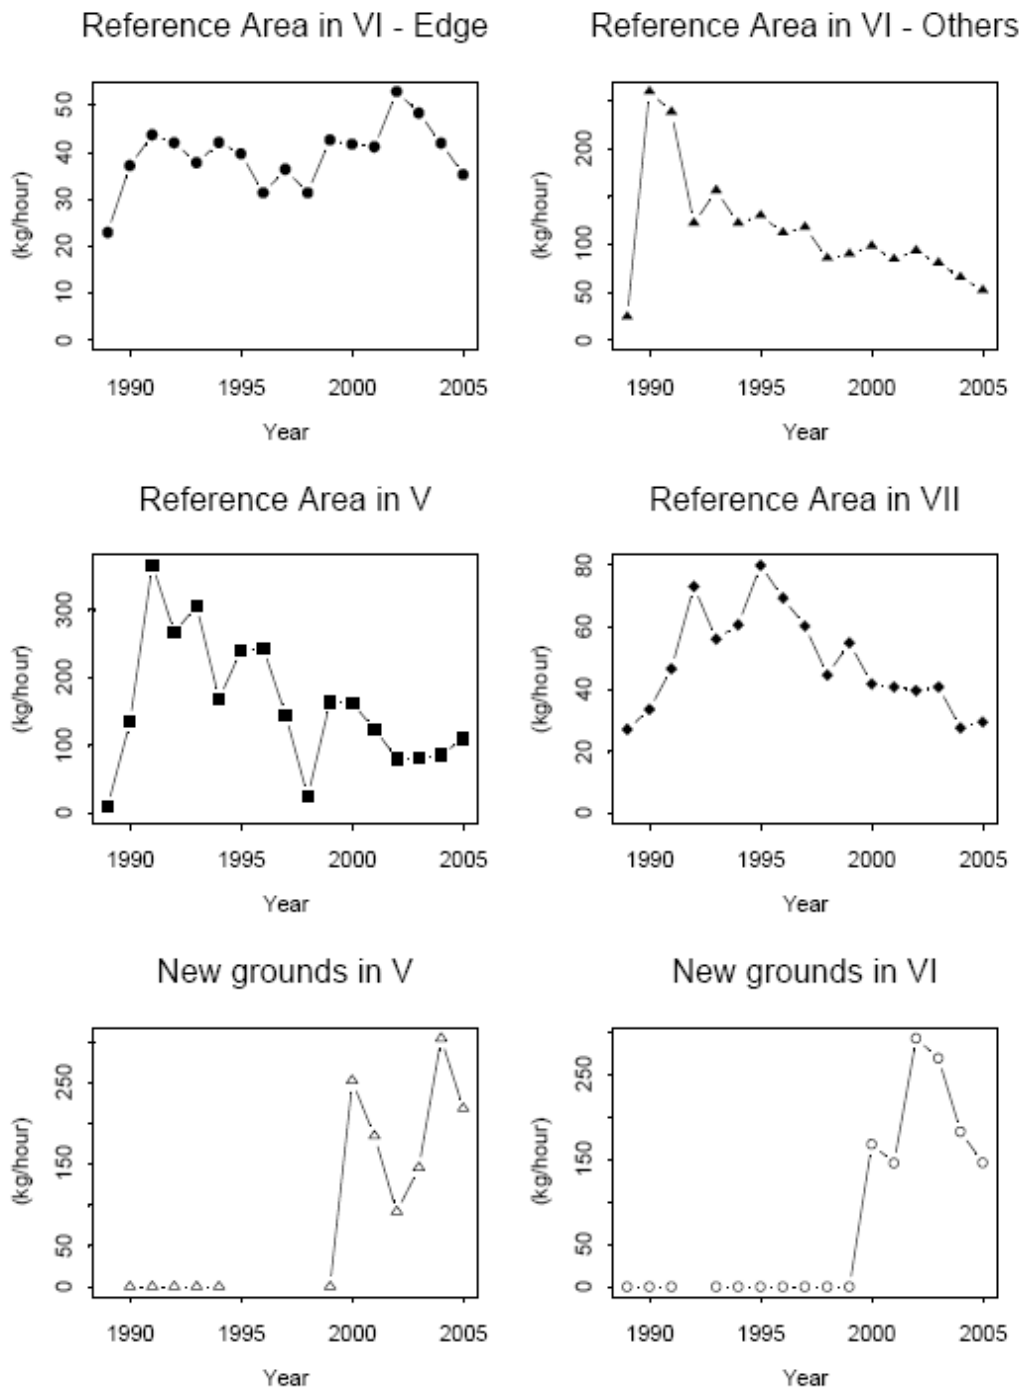 Reference Area in VI - Edge
(kg/hour)
50
40
30
20
10
0
1990 1995 2000 2005
Year
Reference Area in VI - Others
(kg/hour)
200
100
50
0
1990 1995 2000 2005
Year
Reference Area in V
(kg/hour)
300
200
100
0
1990 1995 2000 2005
Year
Reference Area in VII
(kg/hour)
80
60
40
20
0
1990 1995 2000 2005
Year
New grounds in V
(kg/hour)
250
150
50
0
1990 1995 2000 2005
Year
New grounds in VI
(kg/hour)
250
150
50
0
1990 1995 2000 2005
Year